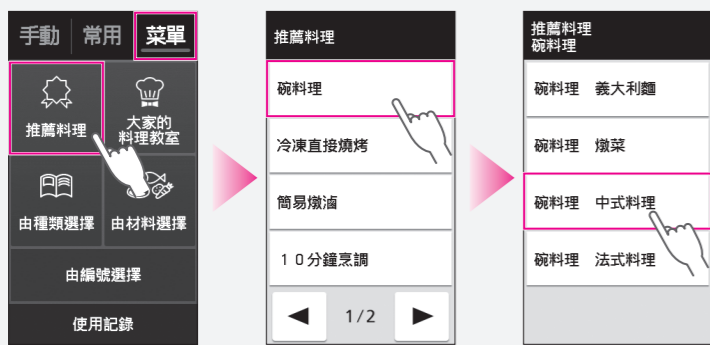 手動 常用 菜單
推薦料理
大家的
料理教室
由種類選擇
由材料選擇
由編號選擇
使用記錄
推薦料理
碗料理
冷凍直接燒烤
簡易燉滷
10分鐘烹調
1/2
推薦料理
碗料理
碗料理 義大利麵
碗料理 燉菜
碗料理 中式料理
碗料理 法式料理